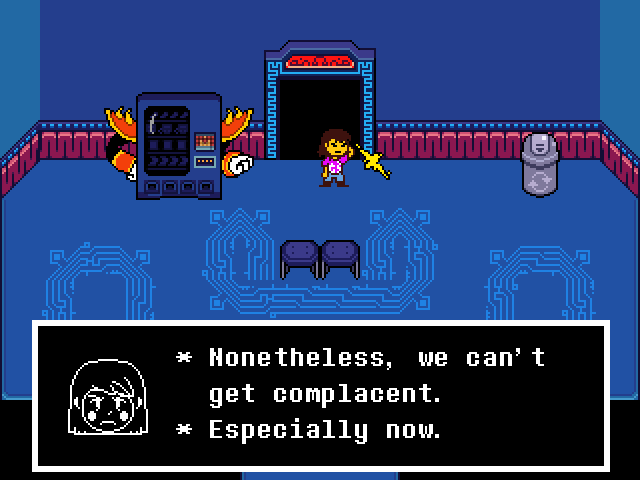 * Nonetheless, we can't
get complacent.
* Especially now.